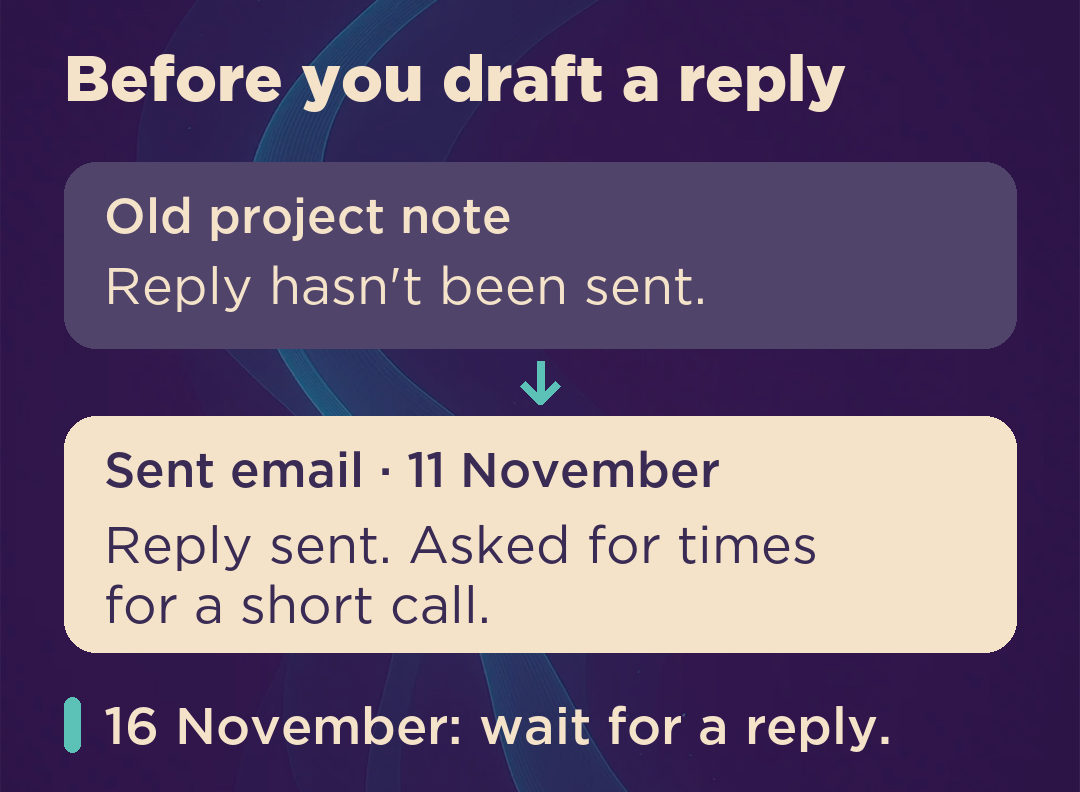 Before you draft a reply
Old project note
Reply hasn't been sent.
Sent email · 11 November
Reply sent. Asked for times
for a short call.
16 November: wait for a reply.